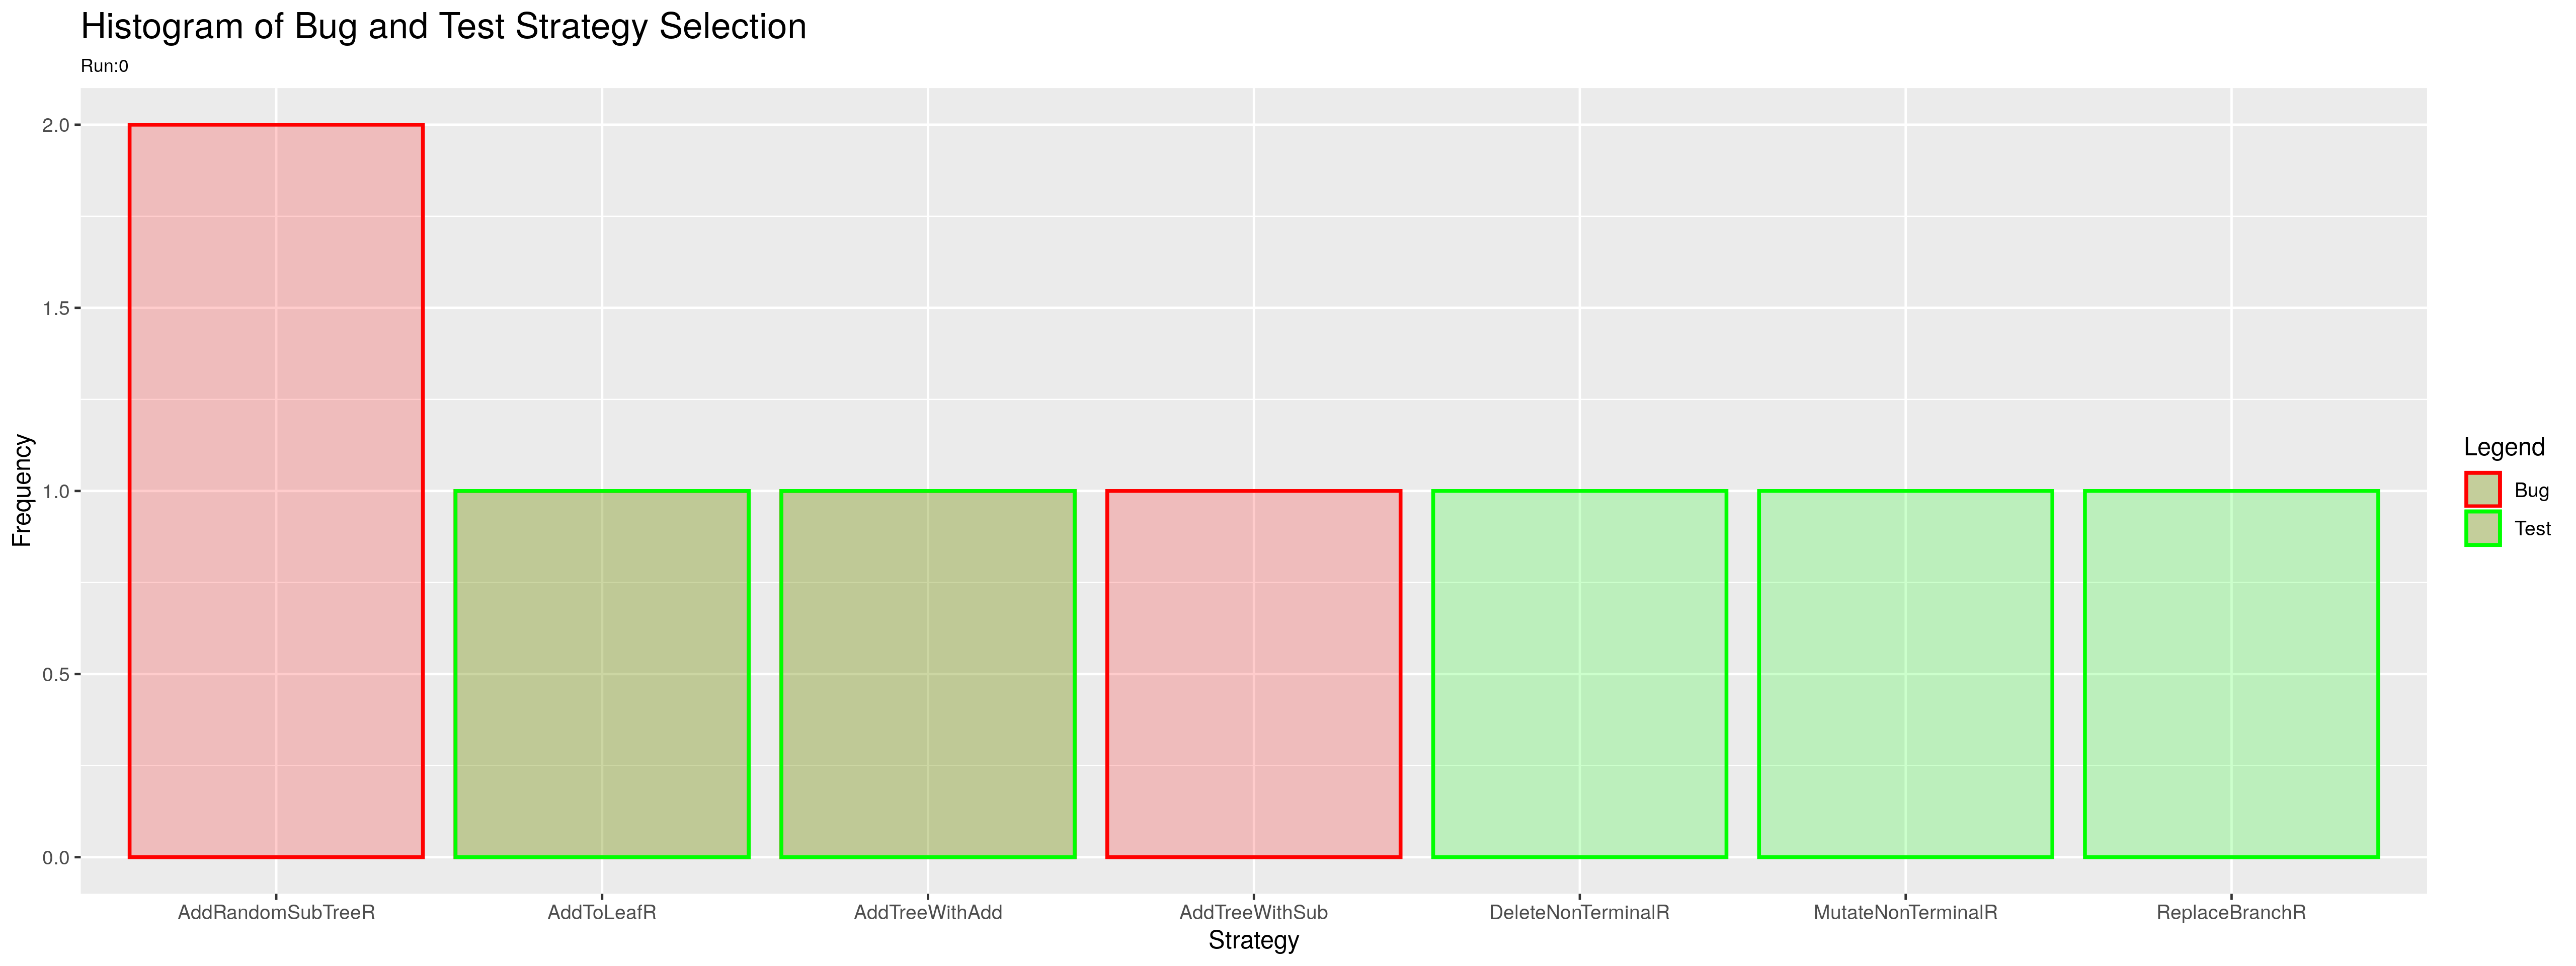 Histogram of Bug and Test Strategy Selection
Run:0
2.0
1.5
1.0
0.5
0.0
Frequency
AddRandomSubTreeR AddToLeafR AddTreeWithAdd AddTreeWithSub DeleteNonTerminalR MutateNonTerminalR ReplaceBranchR
Strategy
Legend
Bug
Test